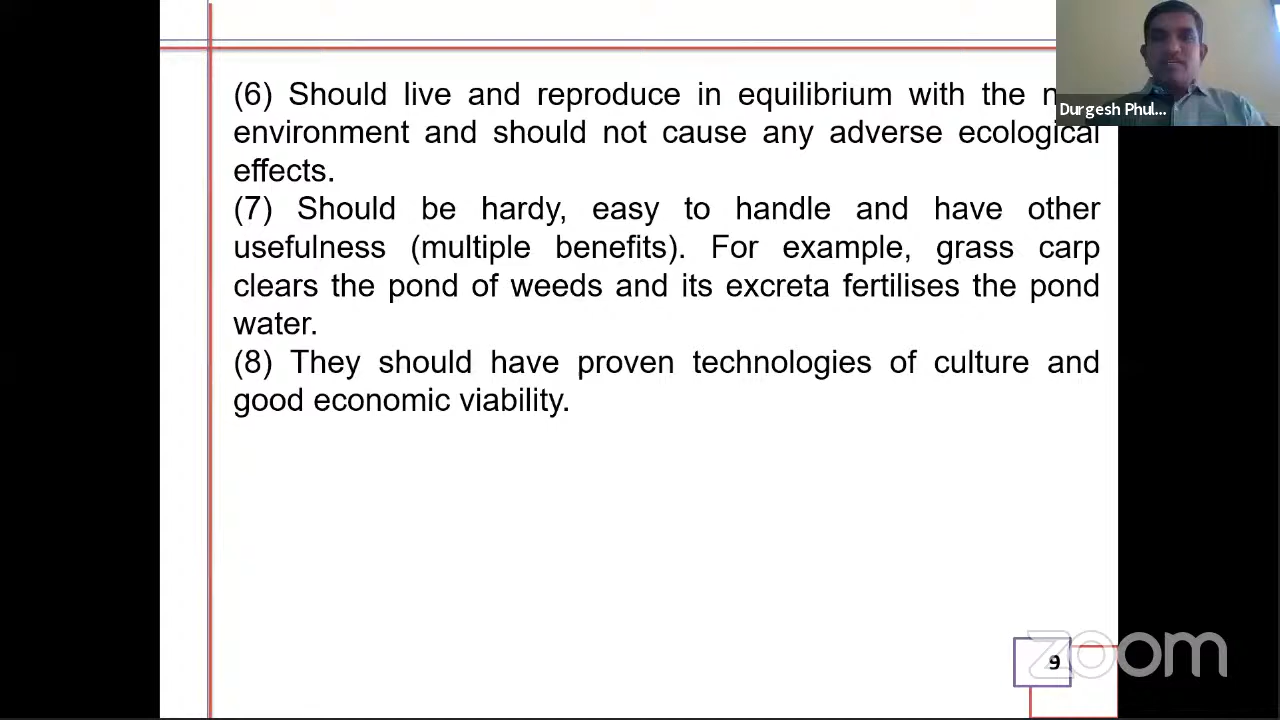 (6) Should live and reproduce in equilibrium with the
environment and should not cause any adverse ecological
effects.
(7) Should be hardy, easy to handle and have other
usefulness (multiple benefits). For example, grass carp
clears the pond of weeds and its excreta fertilises the pond
water.
(8) They should have proven technologies of culture and
good economic viability.
Durgesh Phul...
9
zoom